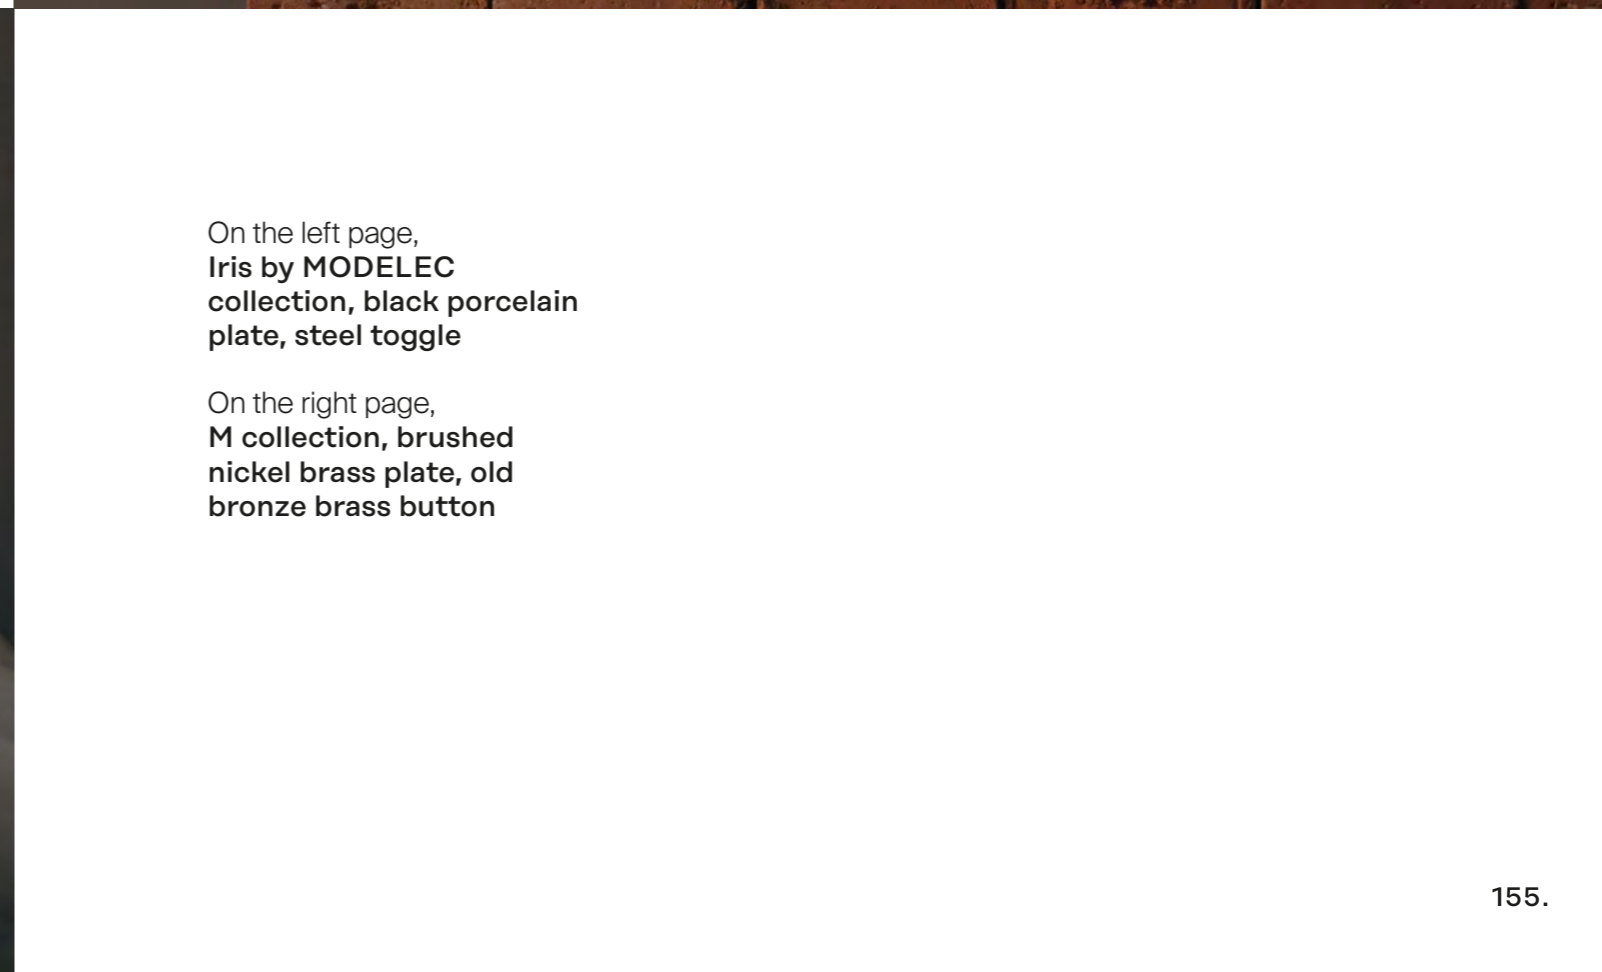 On the left page,
Iris by MODELEC
collection, black porcelain
plate, steel toggle
On the right page,
M collection, brushed
nickel brass plate, old
bronze brass button
155.